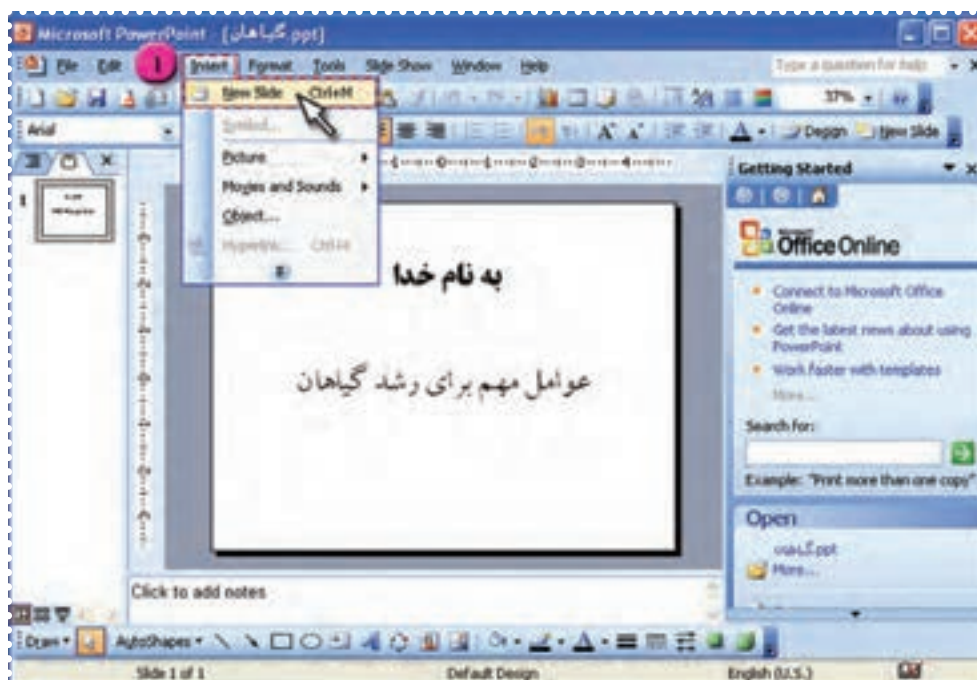 Microsoft PowerPoint - [گیاهان.ppt]
File Edit 1 Insert Format Tools Slide Show Window Help Type a question for help
New Slide Ctrl+M
37%
Arial
Design New Slide
Symbol...
Picture
Movies and Sounds
Object...
Hyperlink... Ctrl+K
1
به نام خدا
عوامل مهم برای رشد گیاهان
Click to add notes
Getting Started
Office Online
Connect to Microsoft Office
Online
Get the latest news about using
PowerPoint
Work faster with templates
More...
Search for:
Example: "Print more than one copy"
Open
گیاهان.ppt
More...
Draw AutoShapes
Slide 1 of 1 Default Design English (U.S.)